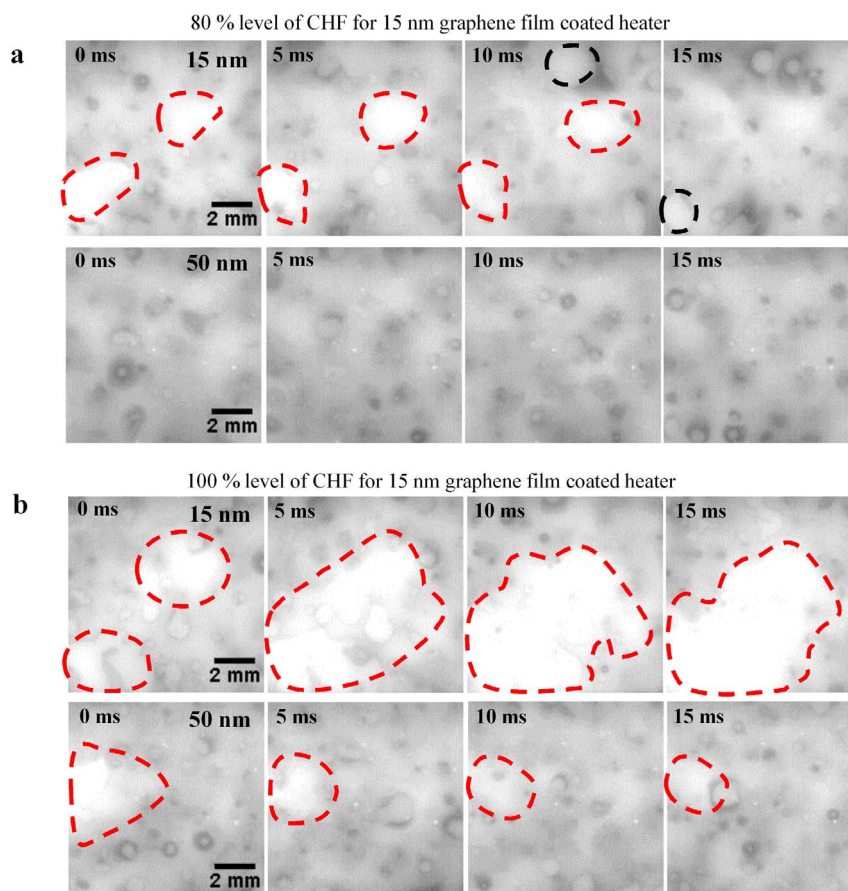 80 % level of CHF for 15 nm graphene film coated heater
a
0 ms
15 nm
2 mm
5 ms
10 ms
15 ms
0 ms
50 nm
2 mm
5 ms
10 ms
15 ms
100 % level of CHF for 15 nm graphene film coated heater
b
0 ms
15 nm
2 mm
5 ms
10 ms
15 ms
0 ms
50 nm
2 mm
5 ms
10 ms
15 ms